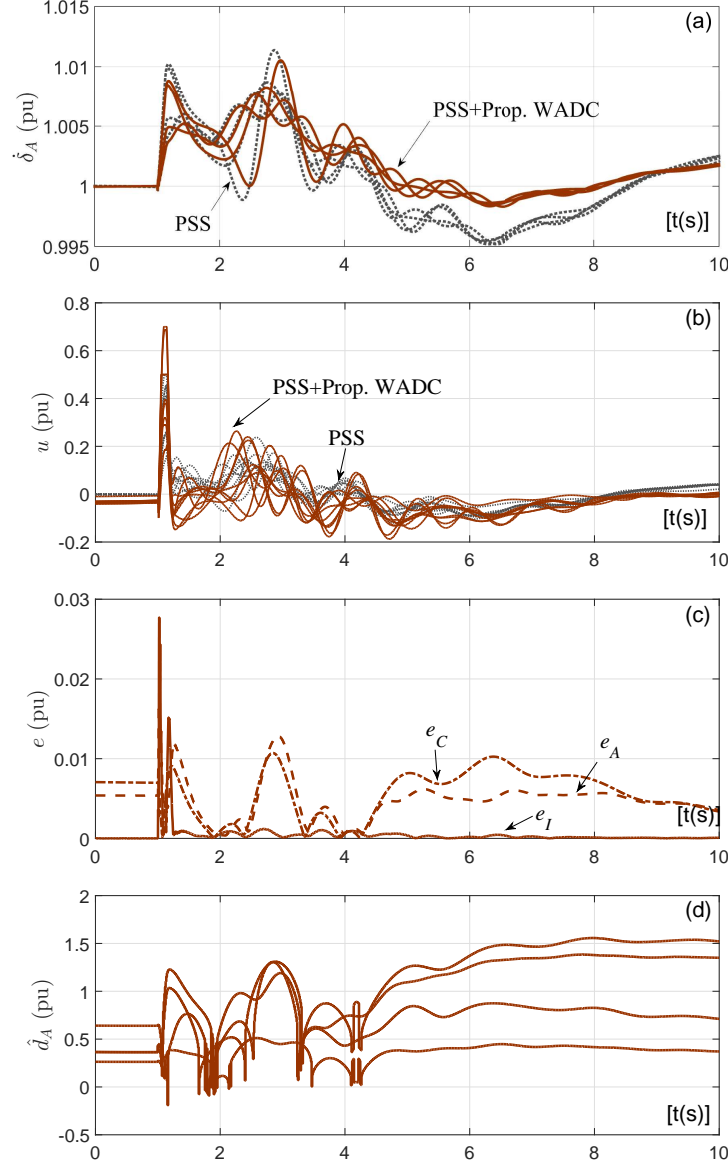 (a)
1.015
1.01
1.005
1
0.995
δ̇_A (pu)
PSS+Prop. WADC
PSS
[t(s)]
0 2 4 6 8 10
(b)
0.8
0.6
0.4
0.2
0
-0.2
u (pu)
PSS+Prop. WADC
PSS
[t(s)]
0 2 4 6 8 10
(c)
0.03
0.02
0.01
0
e (pu)
e_C
e_A
e_I
[t(s)]
0 2 4 6 8 10
(d)
2
1.5
1
0.5
0
-0.5
d̂_A (pu)
[t(s)]
0 2 4 6 8 10